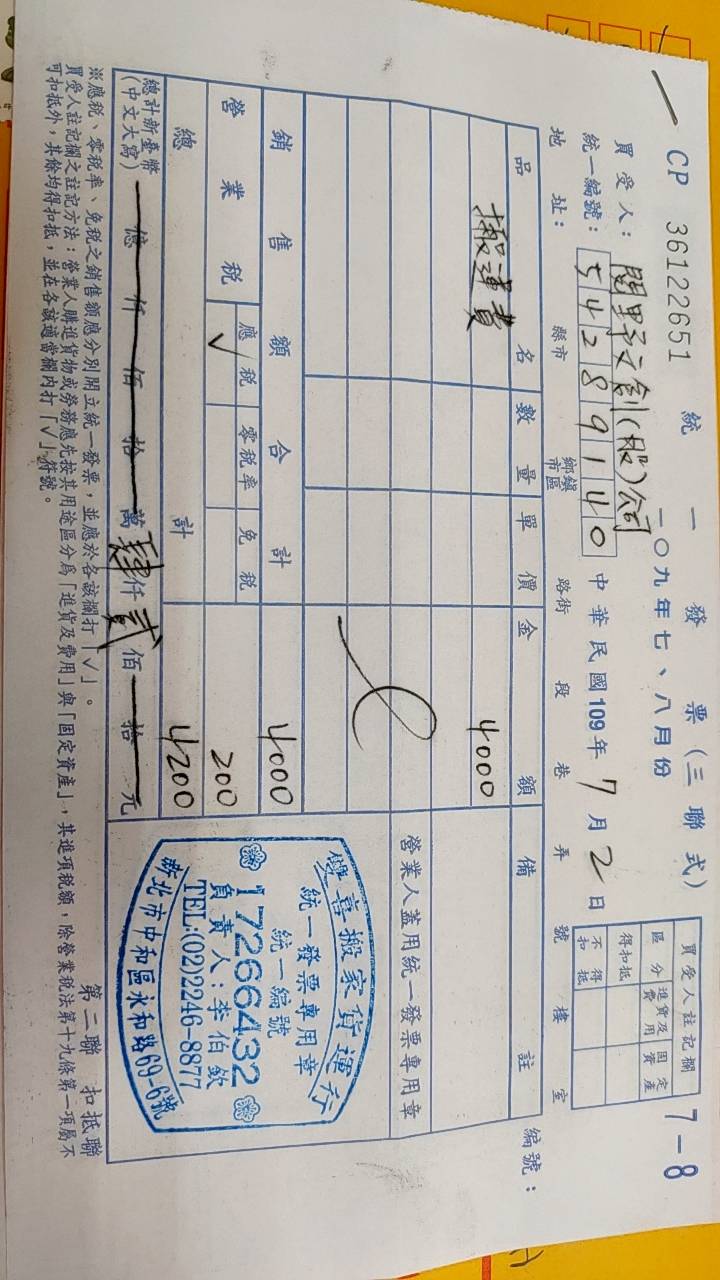 CP 36122651
統一發票(三聯式)
一〇九年七、八月份
7-8
買受人註記欄
區分
進貨及費用
固定資產
得扣抵
不得扣抵
買受人:閱野文創(股)公司
統一編號:54289140
中華民國109年7月2日
地址:
縣市
鄉鎮市區
路街
段
巷
弄
號
樓
室
編號:
品名
數量
單價
金額
備註
搬運費
4000
營業人蓋用統一發票專用章
銷售額合計
4000
營業稅
應稅
零稅率
免稅
✓
200
總計
4200
總計新臺幣
(中文大寫)
億仟佰拾萬肆仟貳佰拾元
雙喜搬家貨運行
統一發票專用章
統一編號
17266432
負責人:李伯欽
TEL:(02)2246-8877
新北市中和區永和路69-6號
※應稅、零稅率、免稅之銷售額應分別開立統一發票,並應於各該欄打「√」。
買受人註記欄之註記方法:營業人購進貨物或勞務應先按其用途區分為「進貨及費用」與「固定資產」,其進項稅額,除營業稅法第十九條第一項屬不
可扣抵外,其餘均得扣抵,並在各該適當欄內打「√」符號。
第二聯 扣抵聯